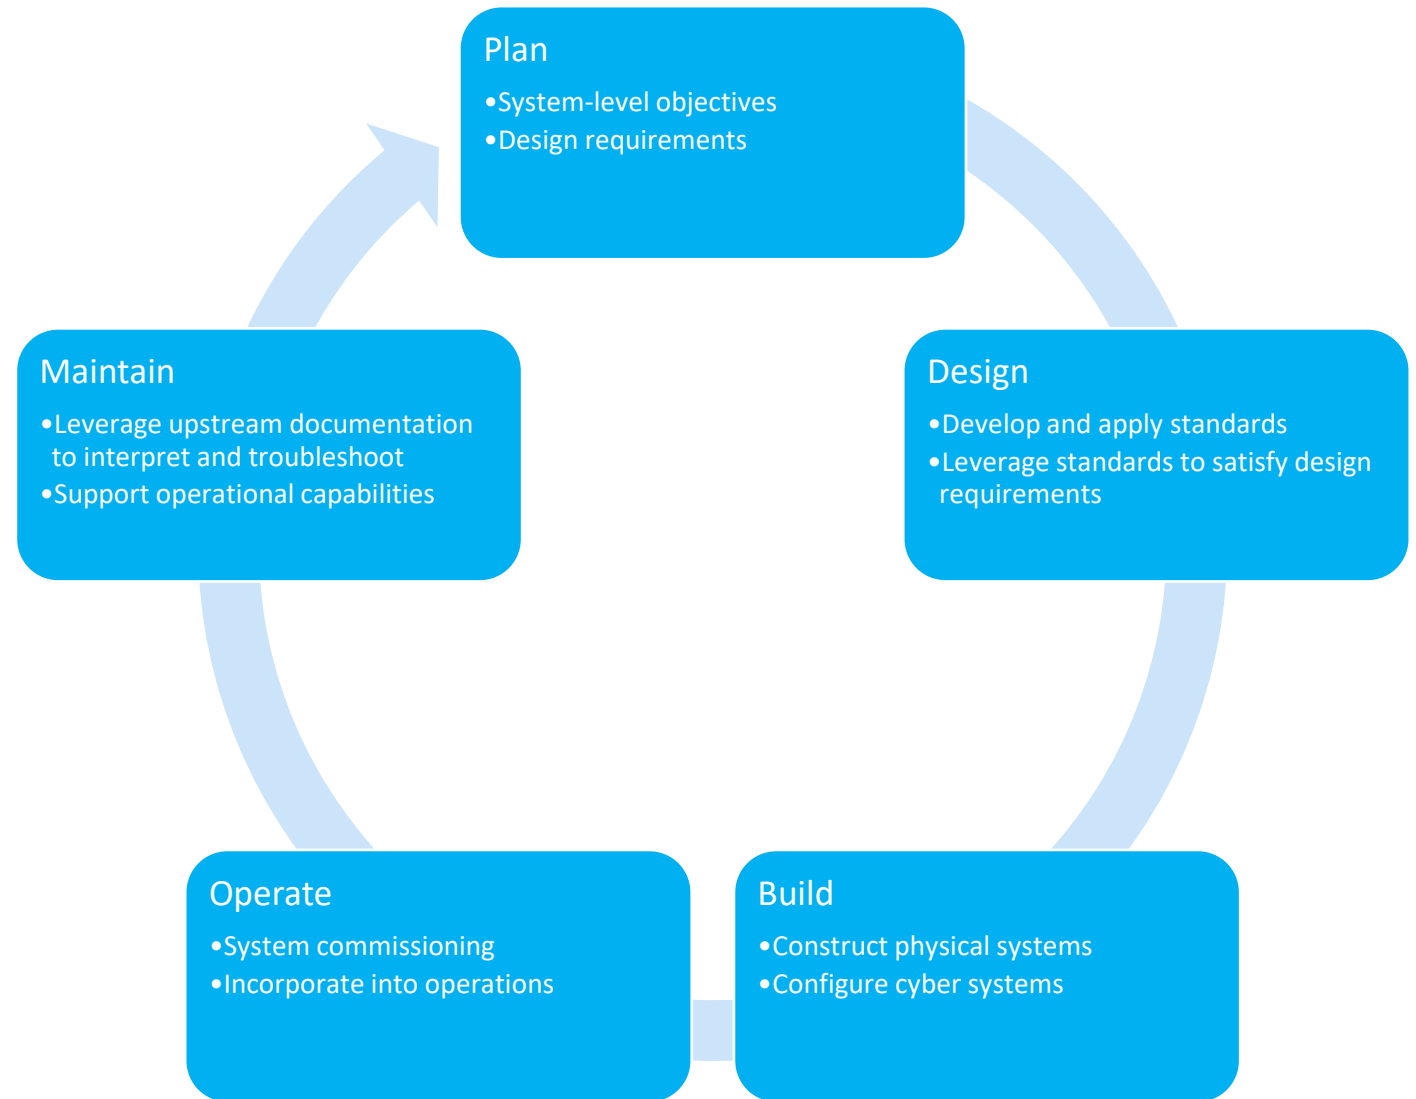 Plan
•System-level objectives
•Design requirements
Design
•Develop and apply standards
•Leverage standards to satisfy design
requirements
Build
•Construct physical systems
•Configure cyber systems
Operate
•System commissioning
•Incorporate into operations
Maintain
•Leverage upstream documentation
to interpret and troubleshoot
•Support operational capabilities